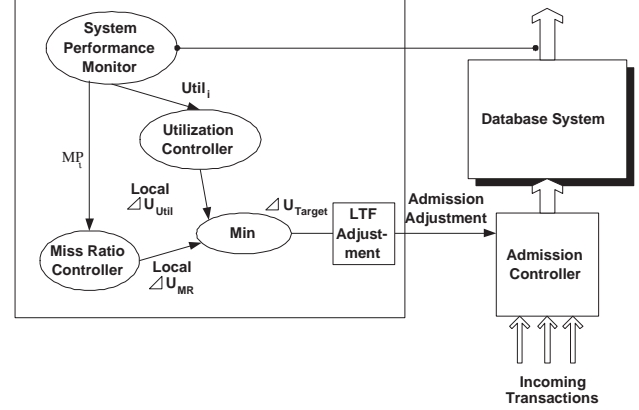 System
Performance
Monitor
Util i
Database System
Utilization
Controller
MP ι
Local
⊿ U Util
⊿ U Target
LTF
Adjust-
ment
Admission
Adjustment
Min
Miss Ratio
Controller
Local
⊿ U MR
Admission
Controller
Incoming
Transactions